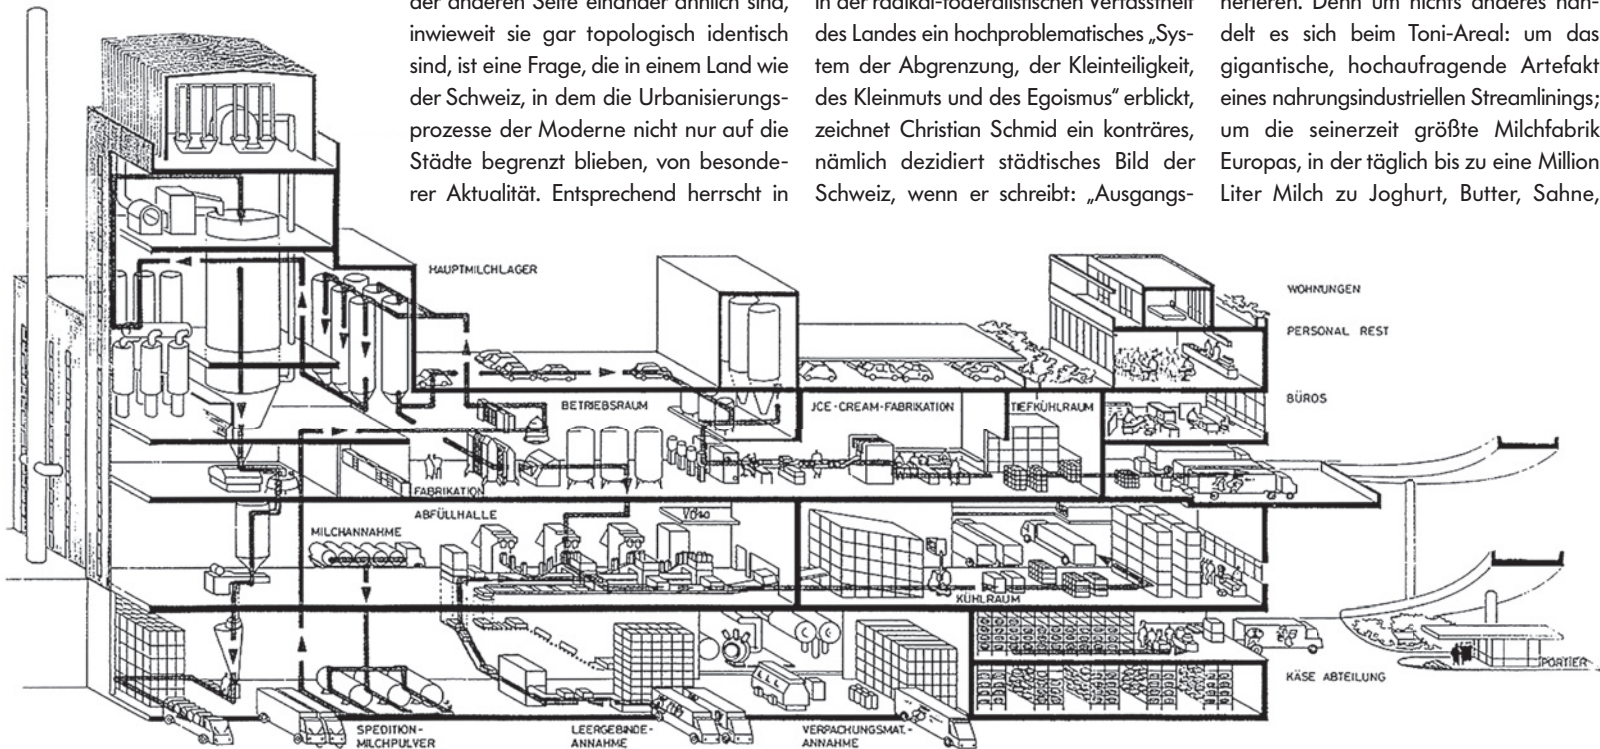 der anderen Seite einander ähnlich sind,
inwieweit sie gar topologisch identisch
sind, ist eine Frage, die in einem Land wie
der Schweiz, in dem die Urbanisierungs-
prozesse der Moderne nicht nur auf die
Städte begrenzt blieben, von besonde-
rer Aktualität. Entsprechend herrscht in
in der radikal-föderalistischen Verfasstheit
des Landes ein hochproblematisches „Sys-
tem der Abgrenzung, der Kleinteiligkeit,
des Kleinmuts und des Egoismus“ erblickt,
zeichnet Christian Schmid ein konträres,
nämlich dezidiert städtisches Bild der
Schweiz, wenn er schreibt: „Ausgangs-
nerieren. Denn um nichts anderes han-
delt es sich beim Toni-Areal: um das
gigantische, hochaufragende Artefakt
eines nahrungsindustriellen Streamlinings;
um die seinerzeit größte Milchfabrik
Europas, in der täglich bis zu eine Million
Liter Milch zu Joghurt, Butter, Sahne,
HAUPTMILCHLAGER
WOHNUNGEN
PERSONAL REST
BÜROS
BETRIEBSRAUM
JCE-CREAM-FABRIKATION
TIEFKÜHLRAUM
FABRIKATION
ABFÜLLHALLE
MILCHANNAHME
KÜHLRAUM
PORTIER
KÄSE ABTEILUNG
SPEDITION-
MILCHPULVER
LEERGEBINDE-
ANNAHME
VERPACKUNGSMAT.-
ANNAHME